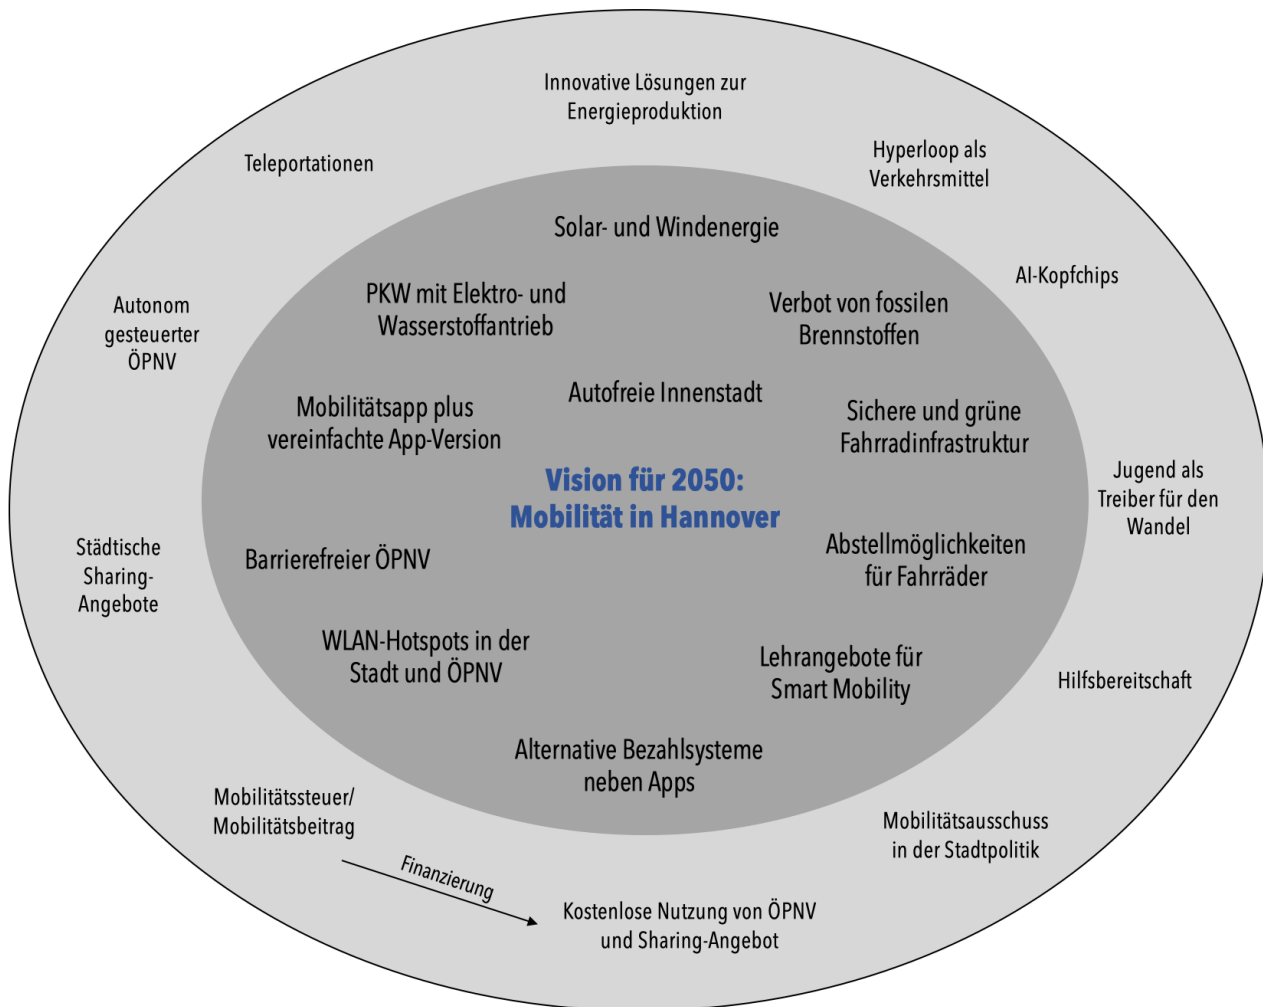 Innovative Lösungen zur
Energieproduktion
Teleportationen
Hyperloop als
Verkehrsmittel
Solar- und Windenergie
AI-Kopfchips
PKW mit Elektro- und
Wasserstoffantrieb
Verbot von fossilen
Brennstoffen
Autonom
gesteuerter
ÖPNV
Autofreie Innenstadt
Mobilitätsapp plus
vereinfachte App-Version
Sichere und grüne
Fahrradinfrastruktur
Vision für 2050:
Mobilität in Hannover
Jugend als
Treiber für den
Wandel
Städtische
Sharing-
Angebote
Barrierefreier ÖPNV
Abstellmöglichkeiten
für Fahrräder
WLAN-Hotspots in der
Stadt und ÖPNV
Lehrangebote für
Smart Mobility
Hilfsbereitschaft
Alternative Bezahlsysteme
neben Apps
Mobilitätssteuer/
Mobilitätsbeitrag
Mobilitätsausschuss
in der Stadtpolitik
Finanzierung
Kostenlose Nutzung von ÖPNV
und Sharing-Angebot